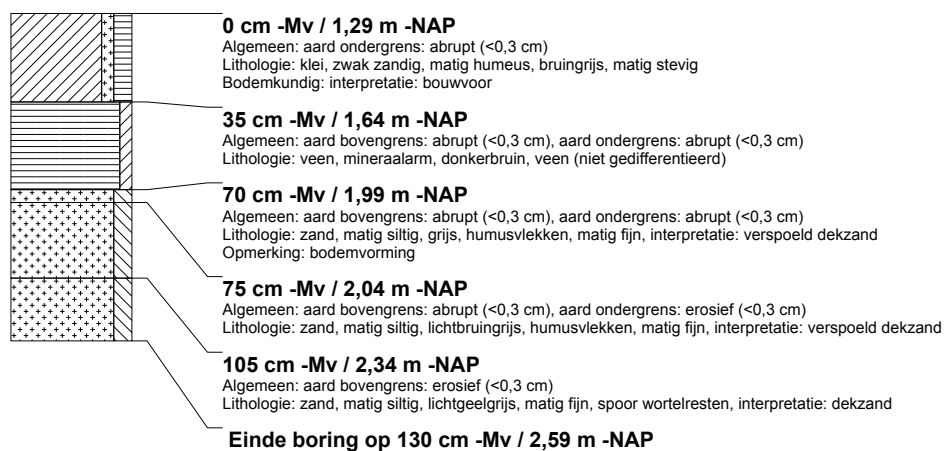 0 cm -Mv / 1,29 m -NAP
Algemeen: aard ondergrens: abrupt (<0,3 cm)
Lithologie: klei, zwak zandig, matig humeus, bruingrijs, matig stevig
Bodemkundig: interpretatie: bouwvoor
35 cm -Mv / 1,64 m -NAP
Algemeen: aard bovengrens: abrupt (<0,3 cm), aard ondergrens: abrupt (<0,3 cm)
Lithologie: veen, mineraalarm, donkerbruin, veen (niet gedifferentieerd)
70 cm -Mv / 1,99 m -NAP
Algemeen: aard bovengrens: abrupt (<0,3 cm), aard ondergrens: abrupt (<0,3 cm)
Lithologie: zand, matig siltig, grijs, humusvlekken, matig fijn, interpretatie: verspoeld dekzand
Opmerking: bodemvorming
75 cm -Mv / 2,04 m -NAP
Algemeen: aard bovengrens: abrupt (<0,3 cm), aard ondergrens: erosief (<0,3 cm)
Lithologie: zand, matig siltig, lichtbruingrijs, humusvlekken, matig fijn, interpretatie: verspoeld dekzand
105 cm -Mv / 2,34 m -NAP
Algemeen: aard bovengrens: erosief (<0,3 cm)
Lithologie: zand, matig siltig, lichtgeelgrijs, matig fijn, spoor wortelresten, interpretatie: dekzand
Einde boring op 130 cm -Mv / 2,59 m -NAP